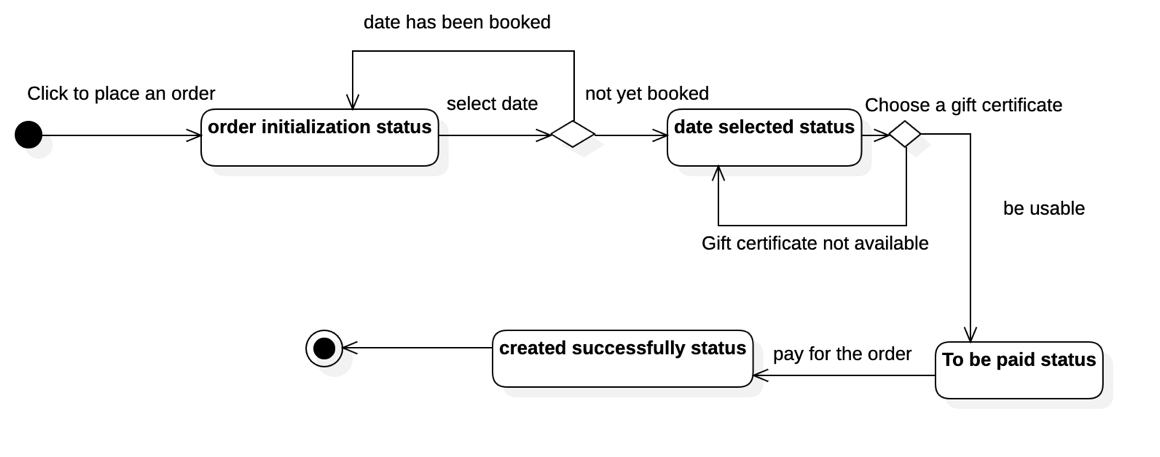 date has been booked
Click to place an order
select date
not yet booked
Choose a gift certificate
order initialization status
date selected status
be usable
Gift certificate not available
created successfully status
pay for the order
To be paid status